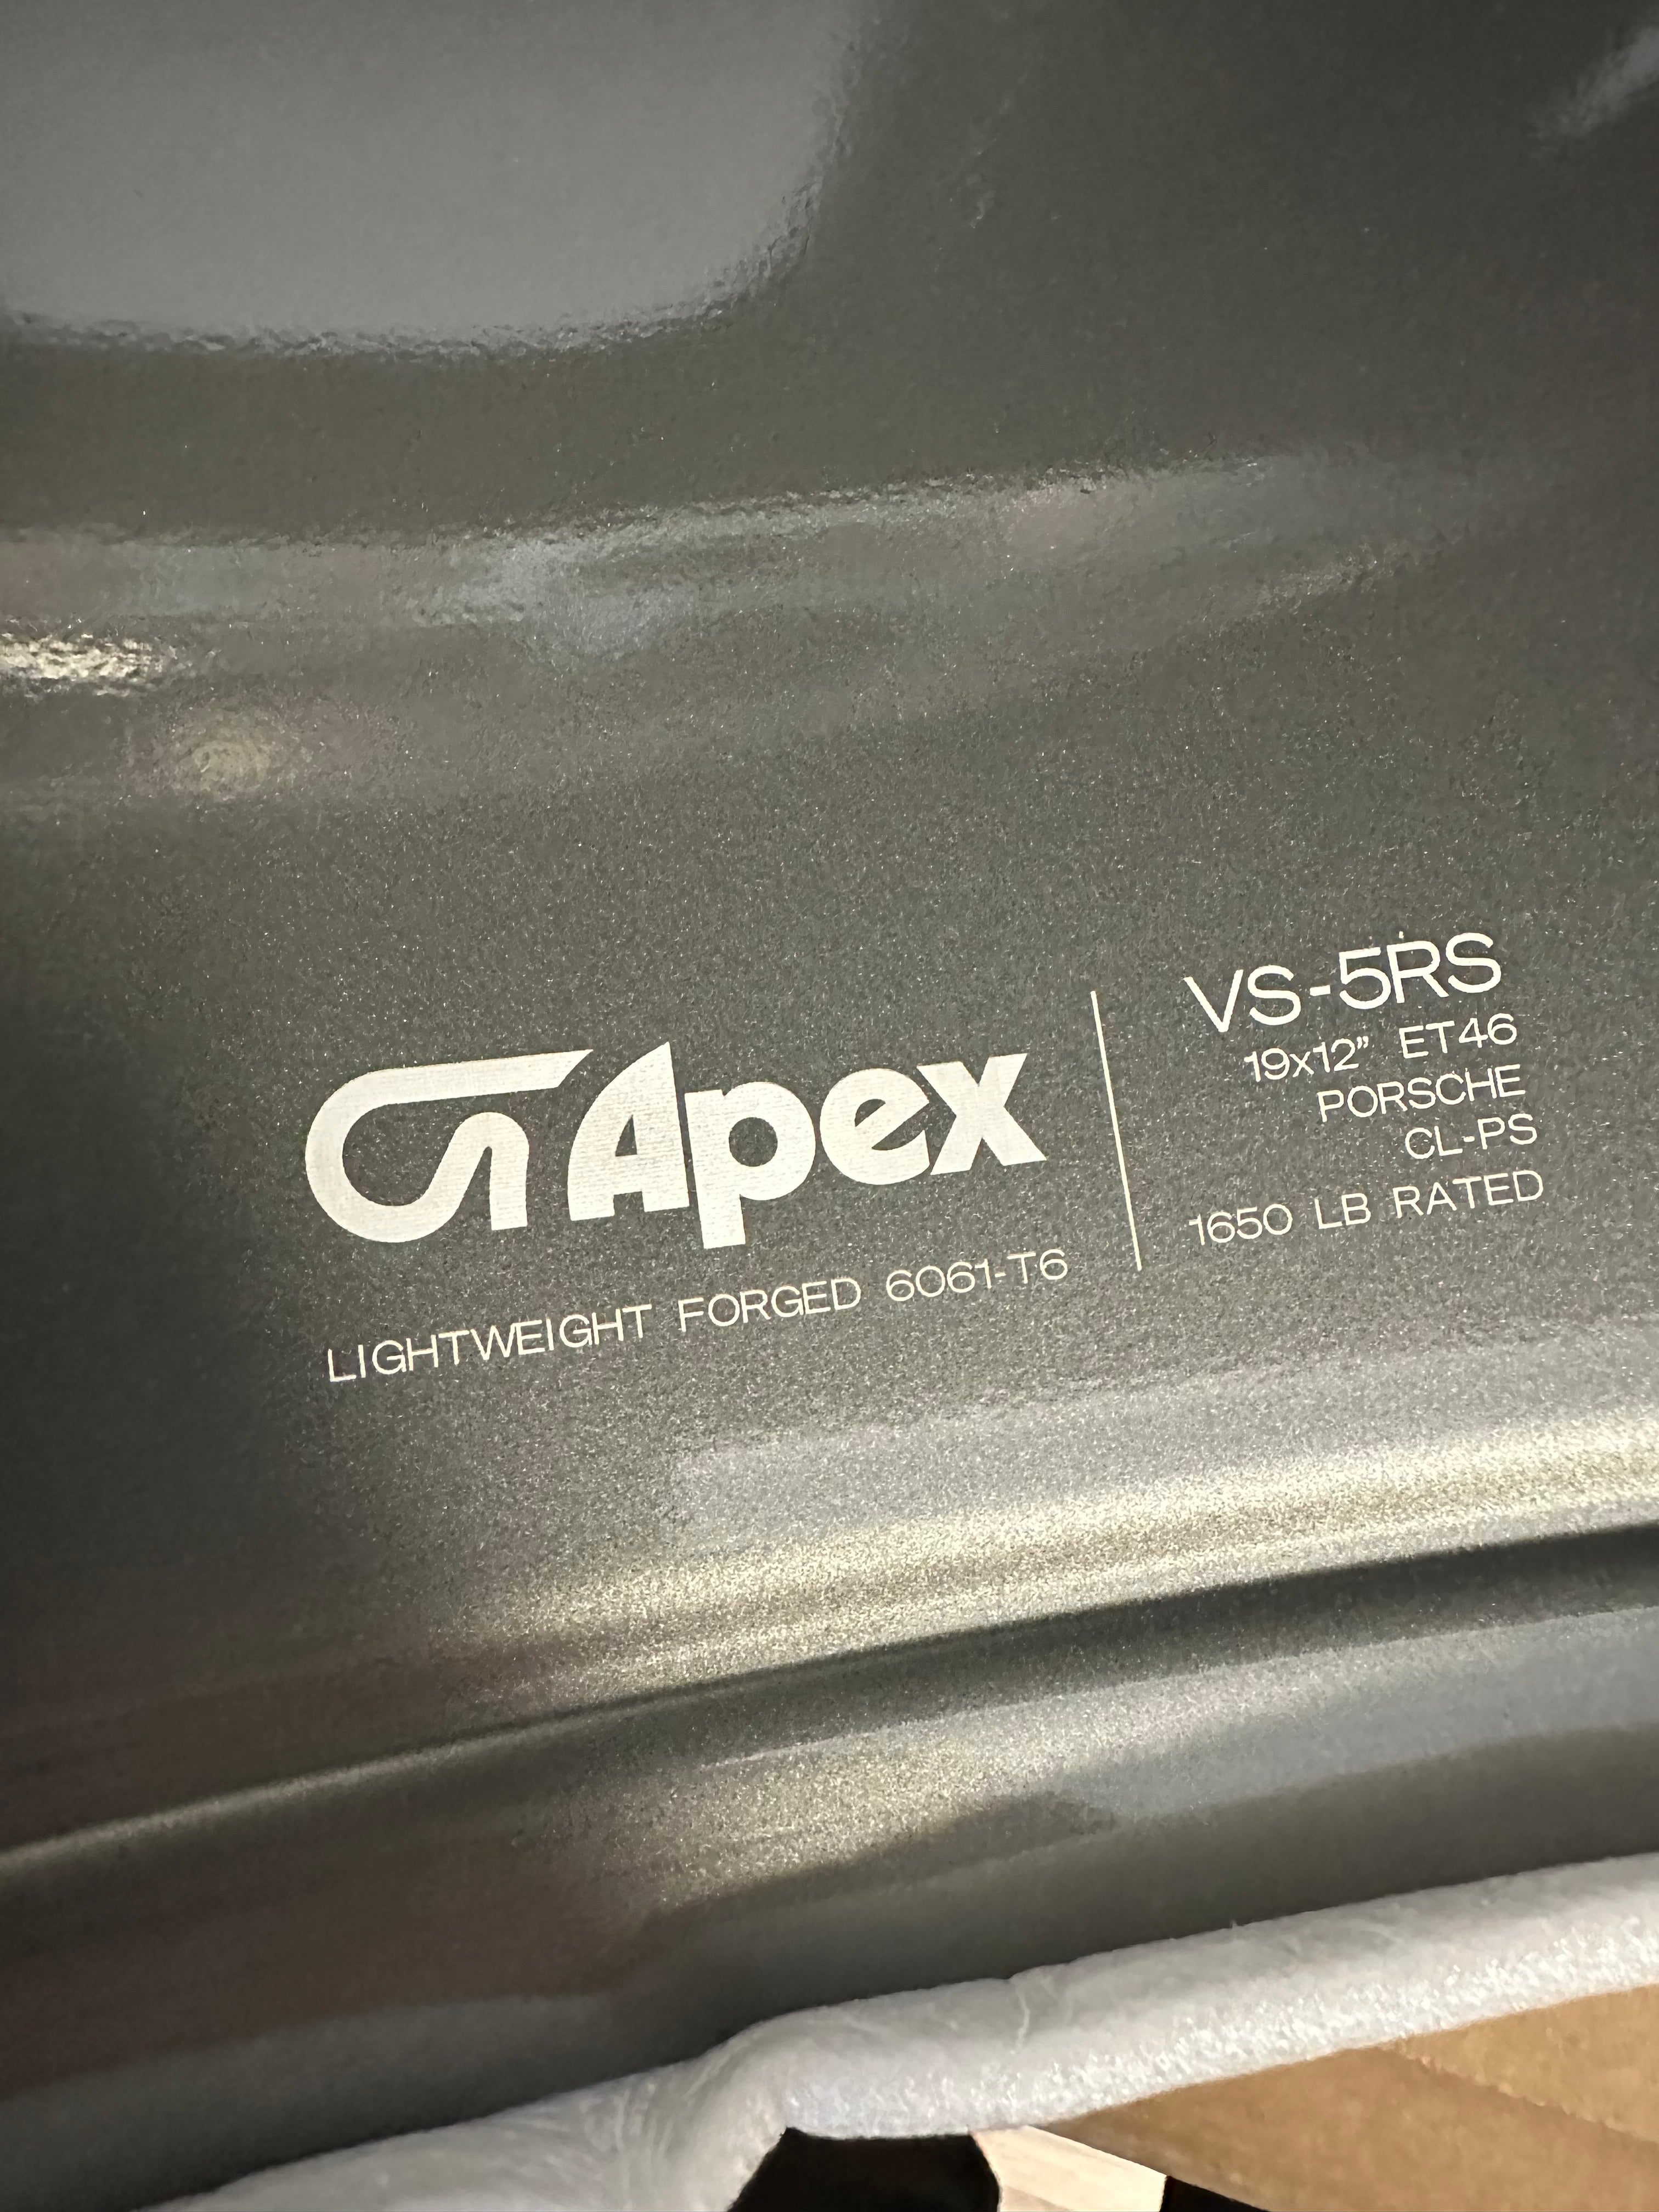 Apex
LIGHTWEIGHT FORGED 6061-T6
VS-5RS
19x12” ET46
PORSCHE
CL-PS
1650 LB RATED